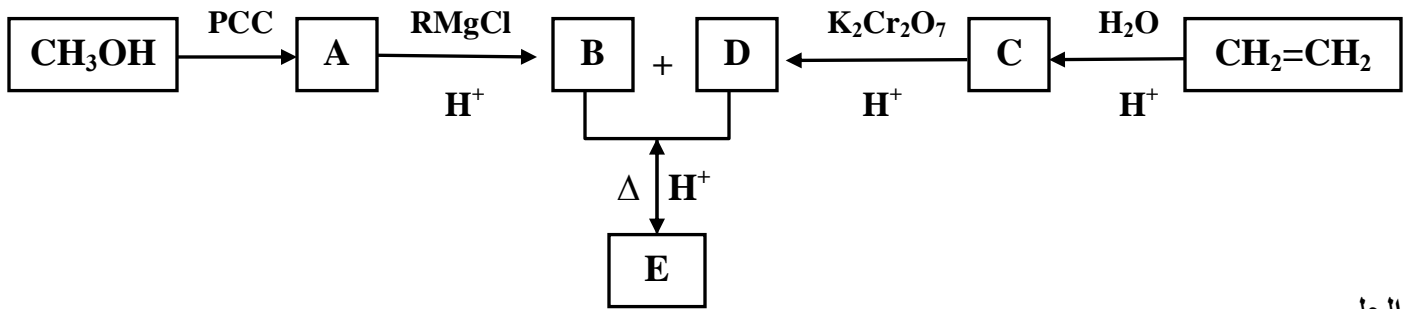 PCC RMgCl K₂Cr₂O₇ H₂O
CH₃OH A B + D C CH₂=CH₂
H⁺ H⁺ H⁺
Δ H⁺
E